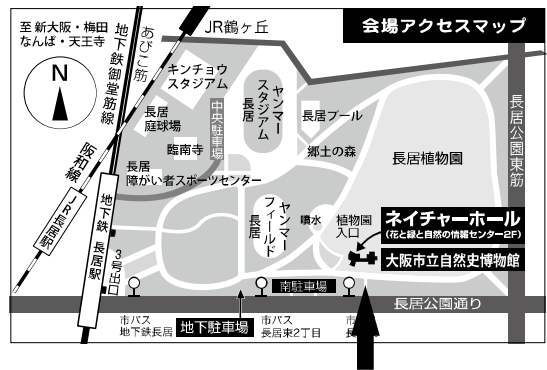 至 新大阪・梅田
なんば・天王寺
JR鶴ヶ丘
会場アクセスマップ
N
地下鉄御堂筋線
あびこ筋
キンチョウ
スタジアム
長居
庭球場
臨南寺
中央駐車場
長居
障がい者スポーツセンター
ヤンマー
スタジアム
長居
長居プール
郷土の森
長居植物園
長居公園東筋
阪和線
JR長居駅
地下鉄 長居駅
3号出口
ヤンマー
フィールド
長居
噴水
植物園
入口
ネイチャーホール
(花と緑と自然の情報センター2F)
大阪市立自然史博物館
南駐車場
長居公園通り
市バス
地下鉄長居
地下駐車場
市バス
長居東2丁目
市
長